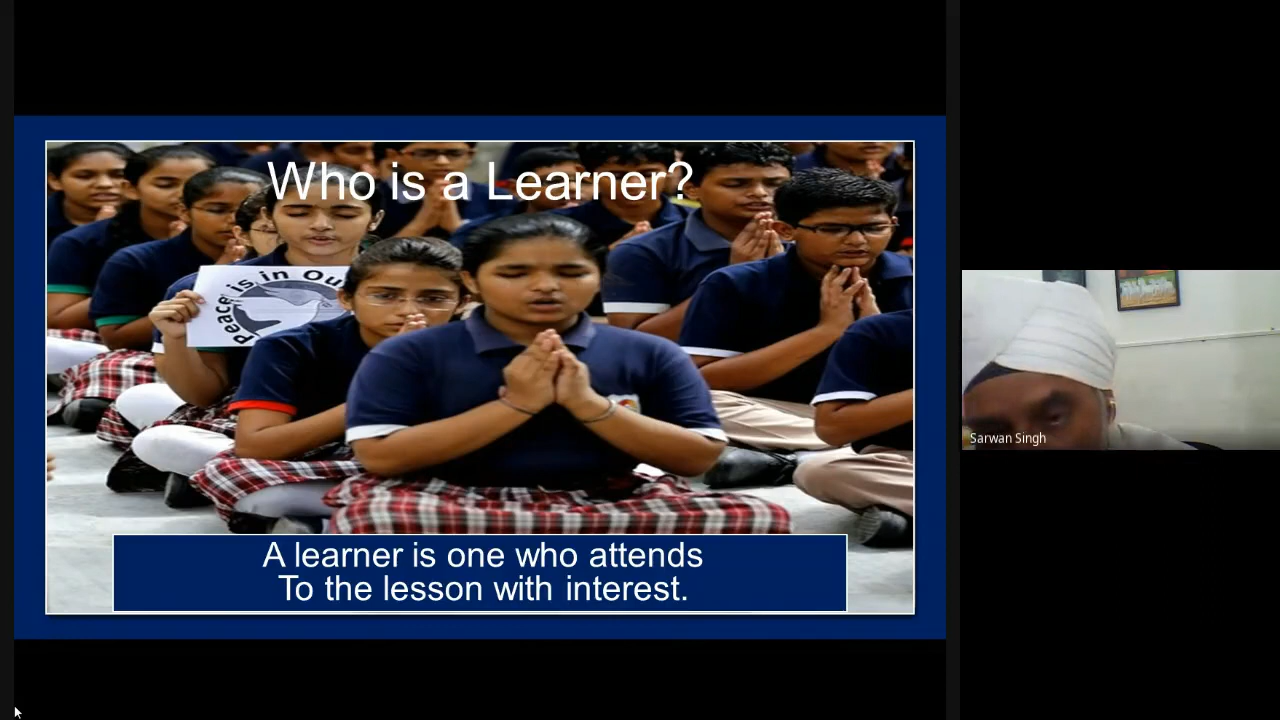 Who is a Learner?
Peace is in Our
A learner is one who attends
To the lesson with interest.
Sarwan Singh